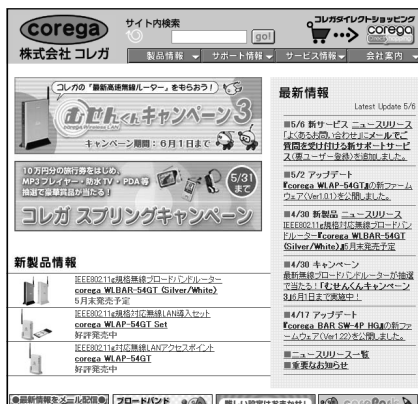 corega
株式会社 コレガ
サイト内検索
go!
コレガダイレクトショッピング
corega
製品情報
サポート情報
サービス情報
会社案内
コレガの「最新高速無線ルーター」をもらおう!
むせんくんキャンペーン3
corega Wireless LAN
キャンペーン期間:6月1日まで
10万円分の旅行券をはじめ、
MP3プレイヤー・防水TV・PDA等
抽選で豪華賞品が当たる!
5/31
まで
コレガ スプリングキャンペーン
新製品情報
IEEE802.11g規格無線ブロードバンドルーター
corega WLBAR-54GT (Silver/White)
5月末発売予定
IEEE802.11g対応無線LAN導入セット
corega WLAP-54GT Set
好評発売中
IEEE802.11g対応無線LANアクセスポイント
corega WLAP-54GT
好評発売中
最新情報
Latest Update 5/6
■5/6 新サービス ニュースリリース
「よくあるお問い合わせ」にメールでご
質問を受け付ける新サポートサービ
ス(要ユーザー登録)を追加しました。
■5/2 アップデート
『corega WLAP-54GT』の新ファーム
ウェア(Ver1.0.1)を公開しました。
■4/30 新製品 ニュースリリース
IEEE802.11g規格対応無線ブロードバン
ドルーター『corega WLBAR-54GT
(Silver/White)』5月末発売予定
■4/30 キャンペーン
最新無線ブロードバンドルーターが抽選
で当たる!『むせんくんキャンペーン
3』6月1日まで実施中!
■4/17 アップデート
『corega BAR SW-4P HG』の新ファー
ムウェア(Ver1.22)を公開しました。
■ニュースリリース一覧
■重要なお知らせ
●最新情報をメール配信●
ブロードバンド